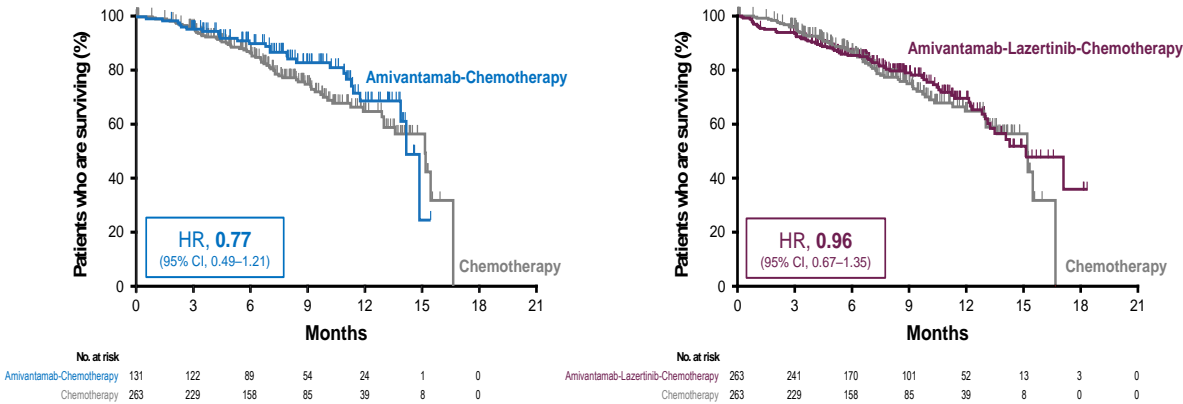 Patients who are surviving (%)
100
80
60
40
20
0
Amivantamab-Chemotherapy
HR, 0.77
(95% CI, 0.49–1.21)
Chemotherapy
0 3 6 9 12 15 18 21
Months
No. at risk
Amivantamab-Chemotherapy 131 122 89 54 24 1 0
Chemotherapy 263 229 158 85 39 8 0
Patients who are surviving (%)
100
80
60
40
20
0
Amivantamab-Lazertinib-Chemotherapy
HR, 0.96
(95% CI, 0.67–1.35)
Chemotherapy
0 3 6 9 12 15 18 21
Months
No. at risk
Amivantamab-Lazertinib-Chemotherapy 263 241 170 101 52 13 3 0
Chemotherapy 263 229 158 85 39 8 0 0